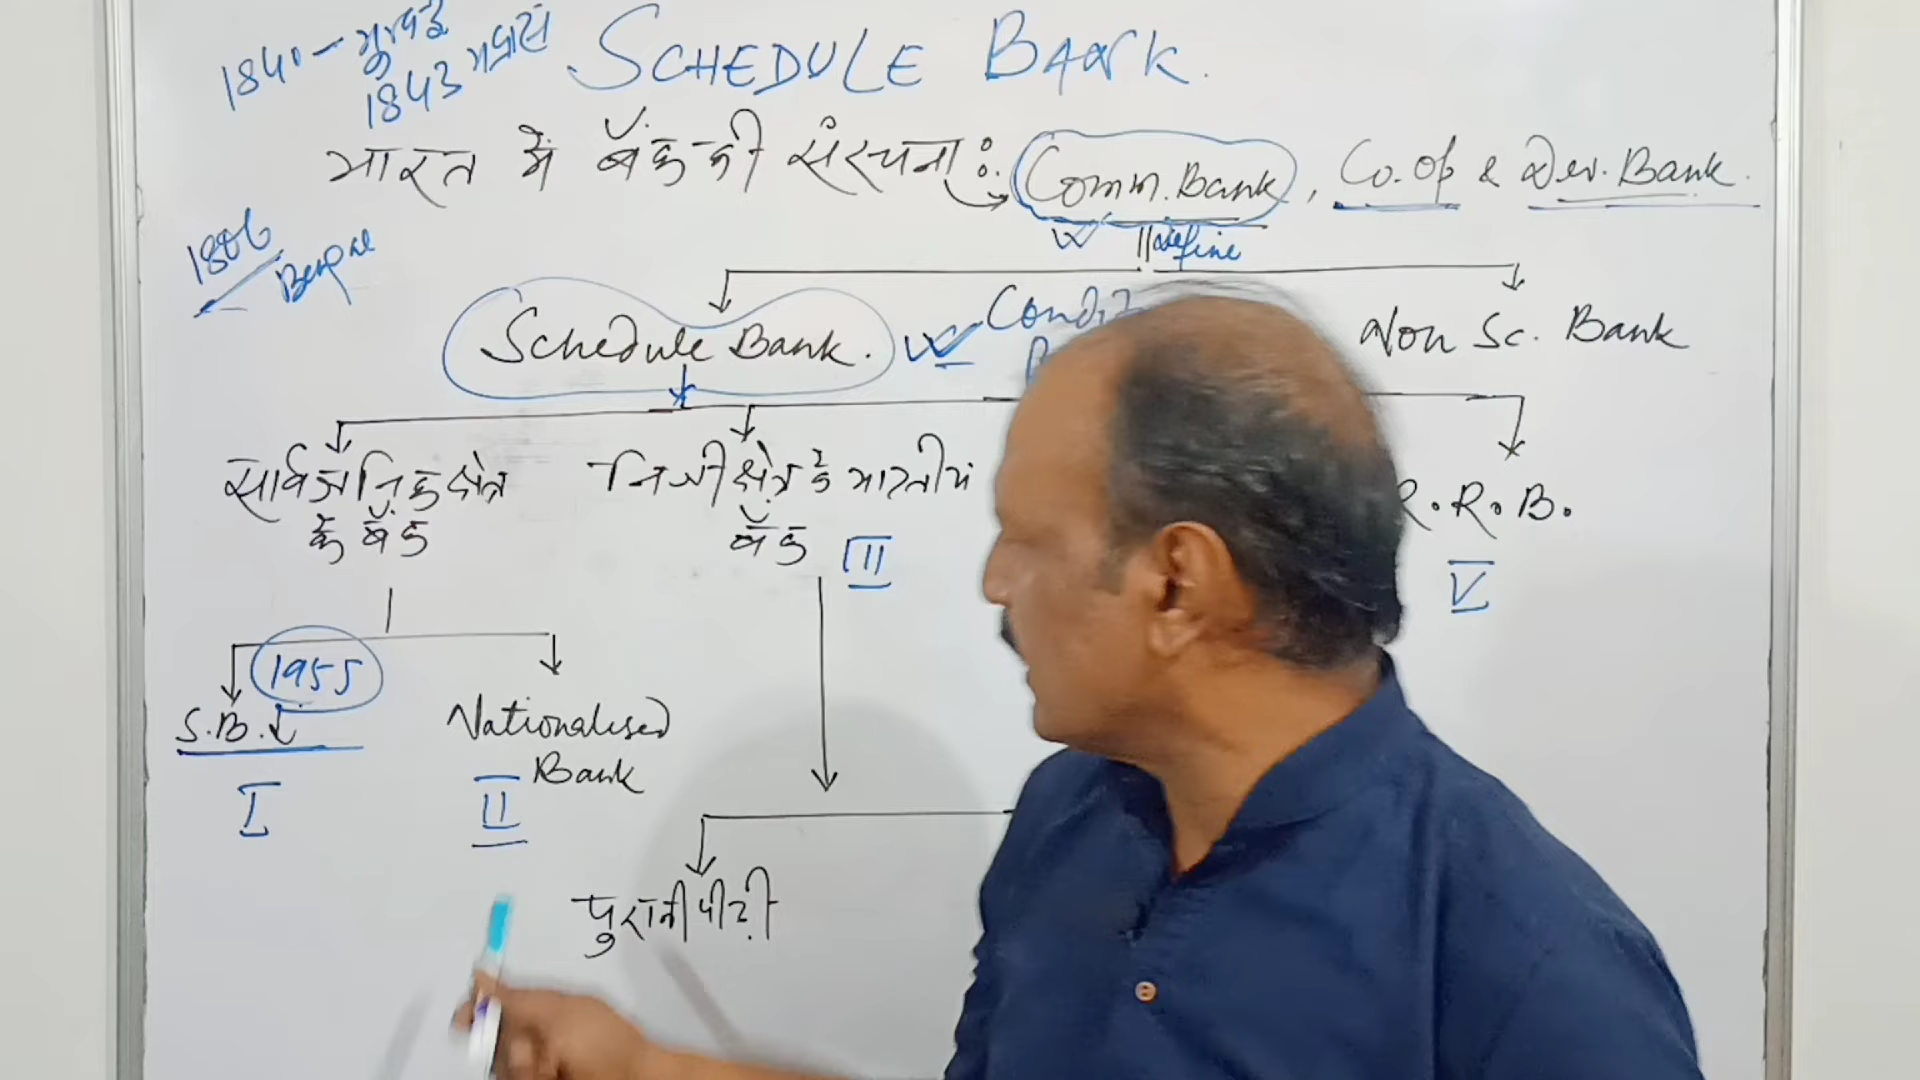 1840 - मुम्बई
1843 मद्रास
SCHEDULE BANK.
भारत में बैंक की संरचना : Comm. Bank, Co.op & Dev. Bank.
1806
Bengal
define
Schedule Bank.
Non Sc. Bank
सार्वजनिक क्षेत्र
के बैंक
निजी क्षेत्र के भारतीय
बैंक III
R.R.B.
V
1955
S.B.I
I
Nationalised
Bank
II
पुरानी पीढ़ी